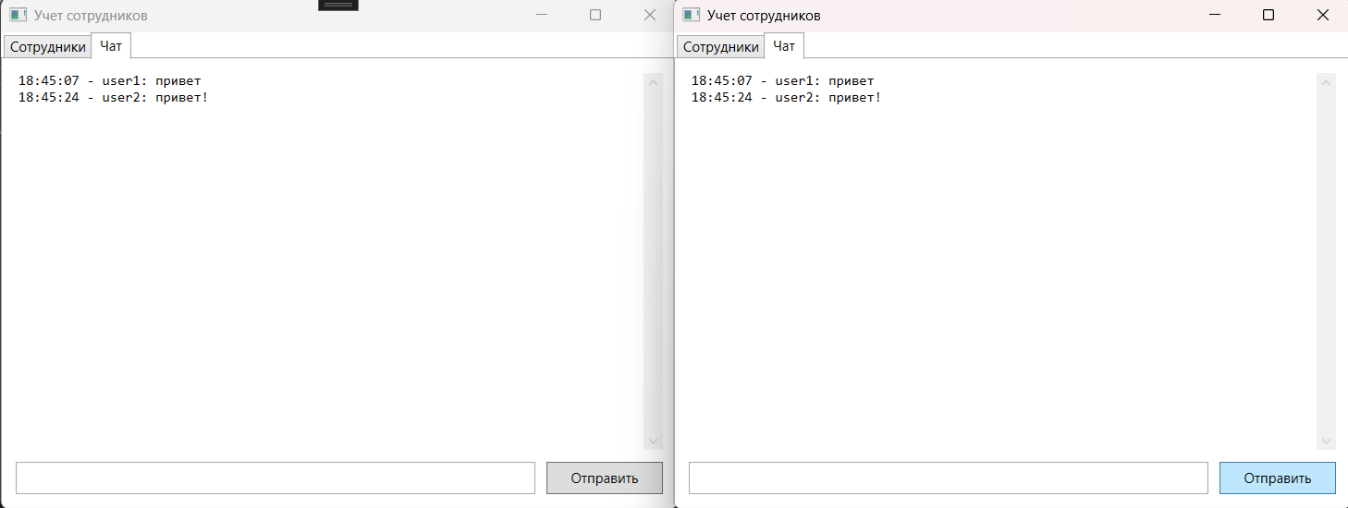 Учет сотрудников
Сотрудники Чат
18:45:07 - user1: привет
18:45:24 - user2: привет!
Отправить
Учет сотрудников
Сотрудники Чат
18:45:07 - user1: привет
18:45:24 - user2: привет!
Отправить